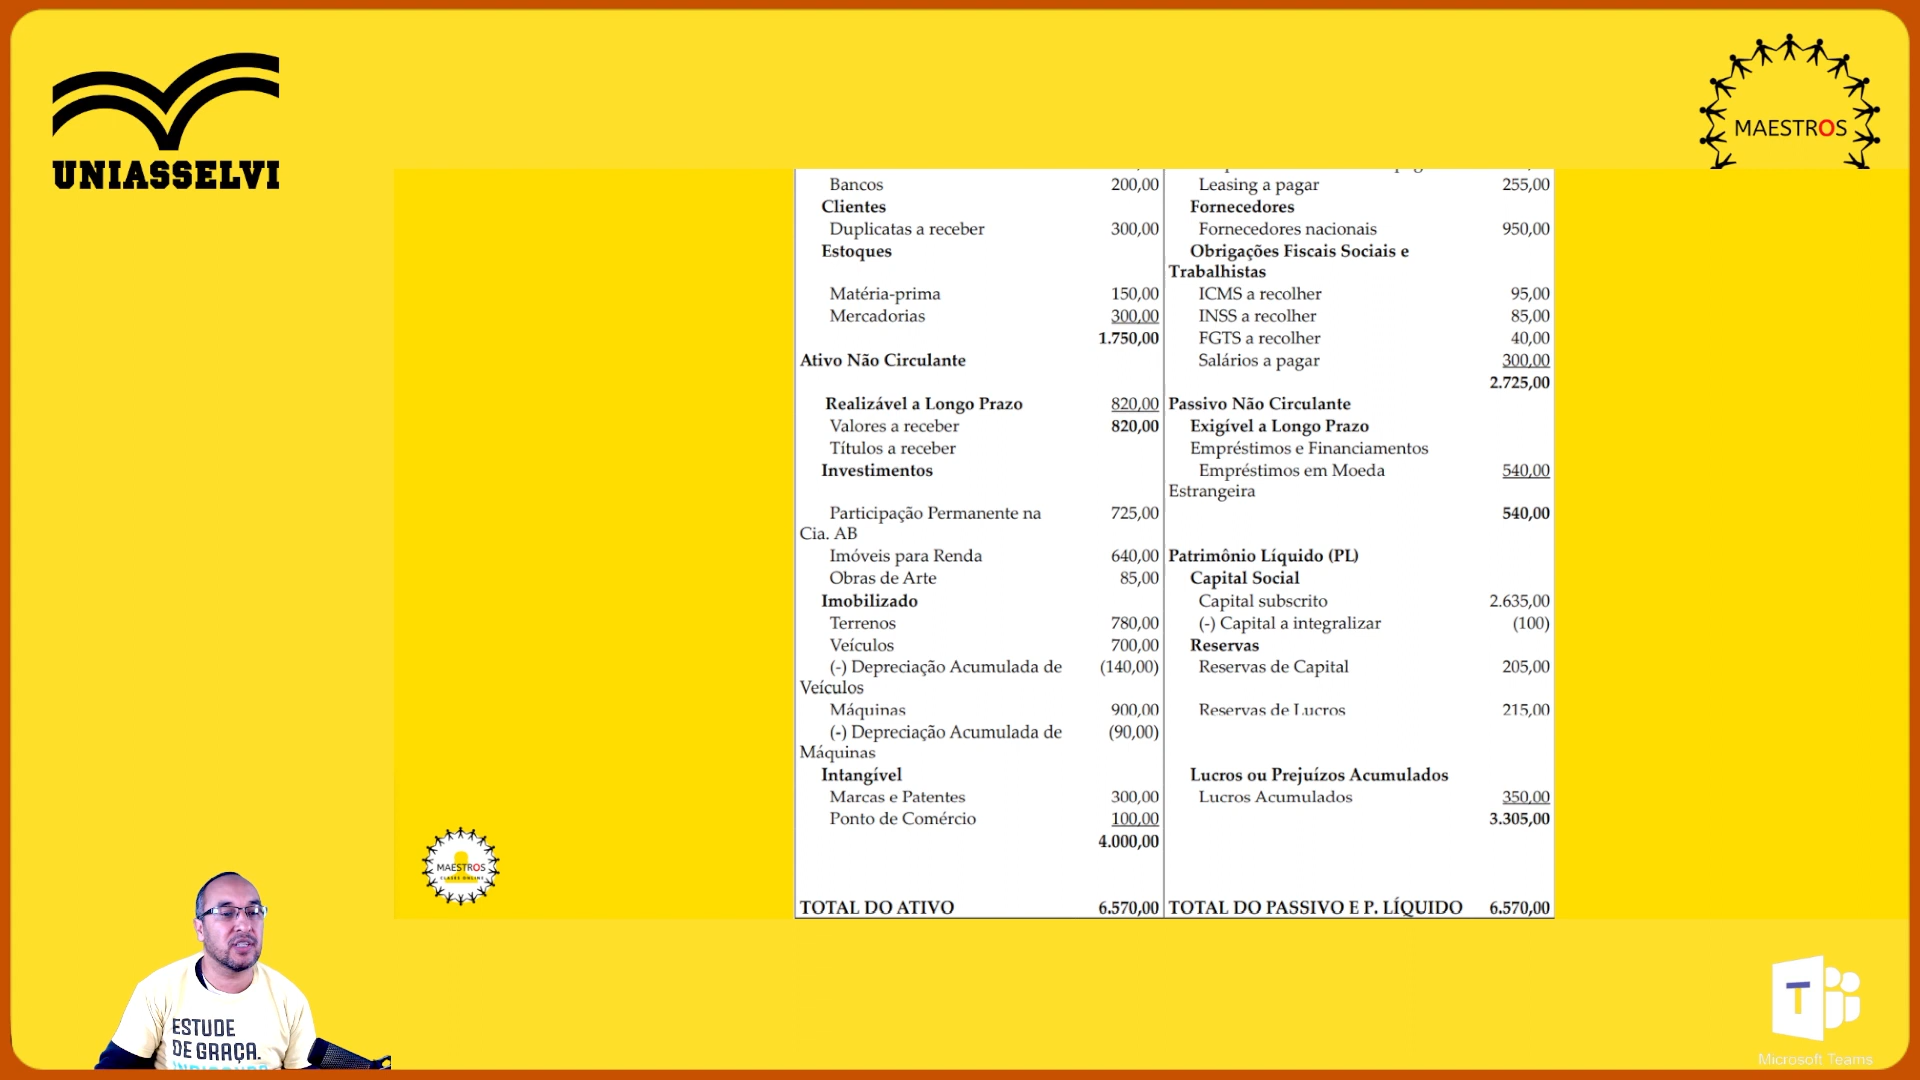 UNIASSELVI
MAESTROS
Bancos 200,00
Clientes
Duplicatas a receber 300,00
Estoques
Matéria-prima 150,00
Mercadorias 300,00
1.750,00
Ativo Não Circulante
Realizável a Longo Prazo 820,00
Valores a receber 820,00
Títulos a receber
Investimentos
Participação Permanente na 725,00
Cia. AB
Imóveis para Renda 640,00
Obras de Arte 85,00
Imobilizado
Terrenos 780,00
Veículos 700,00
(-) Depreciação Acumulada de (140,00)
Veículos
Máquinas 900,00
(-) Depreciação Acumulada de (90,00)
Máquinas
Intangível
Marcas e Patentes 300,00
Ponto de Comércio 100,00
4.000,00
TOTAL DO ATIVO 6.570,00
Leasing a pagar 255,00
Fornecedores
Fornecedores nacionais 950,00
Obrigações Fiscais Sociais e
Trabalhistas
ICMS a recolher 95,00
INSS a recolher 85,00
FGTS a recolher 40,00
Salários a pagar 300,00
2.725,00
Passivo Não Circulante
Exigível a Longo Prazo
Empréstimos e Financiamentos
Empréstimos em Moeda 540,00
Estrangeira
540,00
Patrimônio Líquido (PL)
Capital Social
Capital subscrito 2.635,00
(-) Capital a integralizar (100)
Reservas
Reservas de Capital 205,00
Reservas de Lucros 215,00
Lucros ou Prejuízos Acumulados
Lucros Acumulados 350,00
3.305,00
TOTAL DO PASSIVO E P. LÍQUIDO 6.570,00
MAESTROS
CLASSE ONLINE
ESTUDE
DE GRAÇA.
T
Microsoft Teams